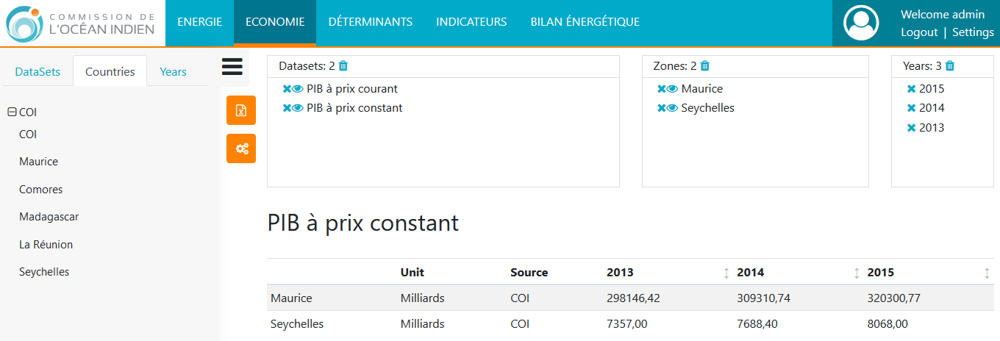 COMMISSION DE
L'OCÉAN INDIEN
ENERGIE
ECONOMIE
DÉTERMINANTS
INDICATEURS
BILAN ÉNERGÉTIQUE
Welcome admin
Logout | Settings
DataSets
Countries
Years
COI
COI
Maurice
Comores
Madagascar
La Réunion
Seychelles
Datasets: 2
PIB à prix courant
PIB à prix constant
Zones: 2
Maurice
Seychelles
Years: 3
2015
2014
2013
PIB à prix constant
Unit Source 2013 2014 2015
Maurice Milliards COI 298146,42 309310,74 320300,77
Seychelles Milliards COI 7357,00 7688,40 8068,00